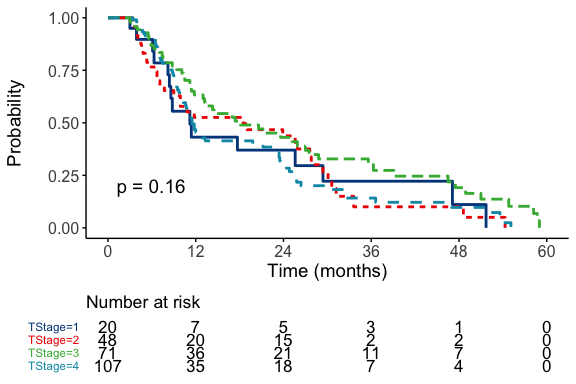 Probability
1.00
0.75
0.50
0.25
0.00
p = 0.16
0 12 24 36 48 60
Time (months)
Number at risk
TStage=1 20 7 5 3 1 0
TStage=2 48 20 15 2 2 0
TStage=3 71 36 21 11 7 0
TStage=4 107 35 18 7 4 0